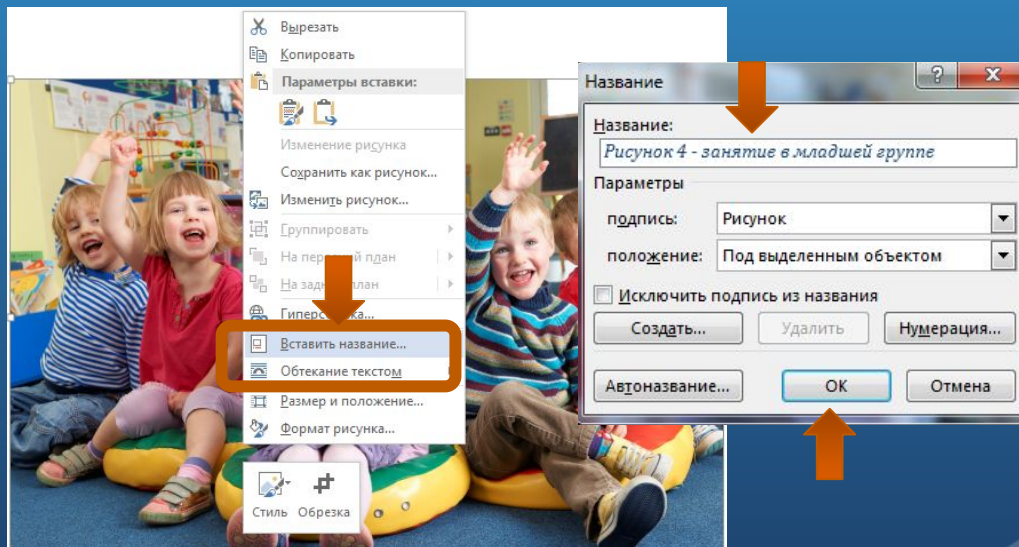 Вырезать
Копировать
Параметры вставки:
Изменение рисунка
Сохранить как рисунок...
Изменить рисунок...
Группировать
На передний план
На задний план
Гиперссылка...
Вставить название...
Обтекание текстом
Размер и положение...
Формат рисунка...
Стиль Обрезка
Название
Название:
Рисунок 4 - занятие в младшей группе
Параметры
подпись: Рисунок
положение: Под выделенным объектом
Исключить подпись из названия
Создать... Удалить Нумерация...
Автоназвание... ОК Отмена